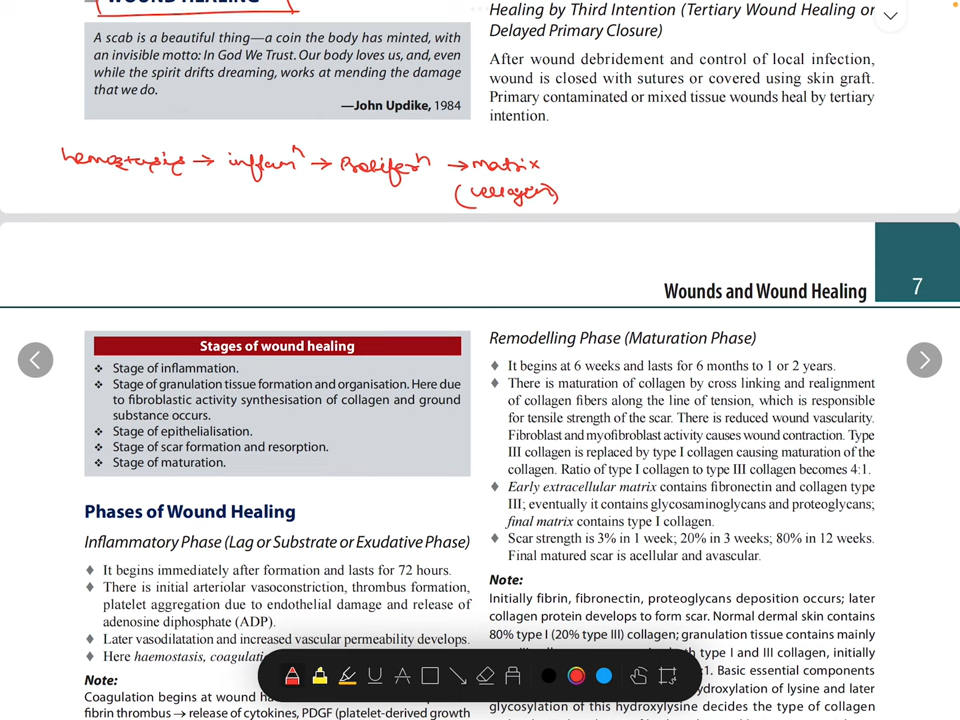 WOUND HEALING
A scab is a beautiful thing—a coin the body has minted, with
an invisible motto: In God We Trust. Our body loves us, and, even
while the spirit drifts dreaming, works at mending the damage
that we do.
—John Updike, 1984
Healing by Third Intention (Tertiary Wound Healing or
Delayed Primary Closure)
After wound debridement and control of local infection,
wound is closed with sutures or covered using skin graft.
Primary contaminated or mixed tissue wounds heal by tertiary
intention.
hemostasis → inflamⁿ → Proliferⁿ → matrix
(collagen)
7
Wounds and Wound Healing
Stages of wound healing
❖ Stage of inflammation.
❖ Stage of granulation tissue formation and organisation. Here due
to fibroblastic activity synthesisation of collagen and ground
substance occurs.
❖ Stage of epithelialisation.
❖ Stage of scar formation and resorption.
❖ Stage of maturation.
Phases of Wound Healing
Inflammatory Phase (Lag or Substrate or Exudative Phase)
♦ It begins immediately after formation and lasts for 72 hours.
♦ There is initial arteriolar vasoconstriction, thrombus formation,
platelet aggregation due to endothelial damage and release of
adenosine diphosphate (ADP).
♦ Later vasodilatation and increased vascular permeability develops.
♦ Here haemostasis,
Note:
Coagulation begins at wound
fibrin thrombus → release of cytokines, PDGF (platelet-derived growth
Remodelling Phase (Maturation Phase)
♦ It begins at 6 weeks and lasts for 6 months to 1 or 2 years.
♦ There is maturation of collagen by cross linking and realignment
of collagen fibers along the line of tension, which is responsible
for tensile strength of the scar. There is reduced wound vascularity.
Fibroblast and myofibroblast activity causes wound contraction. Type
III collagen is replaced by type I collagen causing maturation of the
collagen. Ratio of type I collagen to type III collagen becomes 4:1.
♦ Early extracellular matrix contains fibronectin and collagen type
III; eventually it contains glycosaminoglycans and proteoglycans;
final matrix contains type I collagen.
♦ Scar strength is 3% in 1 week; 20% in 3 weeks; 80% in 12 weeks.
Final matured scar is acellular and avascular.
Note:
Initially fibrin, fibronectin, proteoglycans deposition occurs; later
collagen protein develops to form scar. Normal dermal skin contains
80% type I (20% type III) collagen; granulation tissue contains mainly
type I and III collagen, initially
:1. Basic essential components
ydroxylation of lysine and later
glycosylation of this hydroxylysine decides the type of collagen